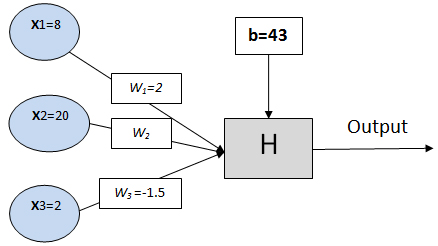 X1=8
b=43
W1=2
X2=20
W2
H
Output
W3=-1.5
X3=2